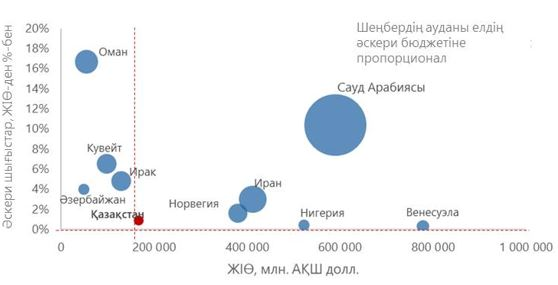 Шеңбердің ауданы елдің
әскери бюджетіне
пропорционал
Әскери шығыстар, ЖІӨ-ден %-бен
20%
18%
16%
14%
12%
10%
8%
6%
4%
2%
0%
Оман
Сауд Арабиясы
Кувейт
Ирак
Әзербайжан
Қазақстан
Иран
Норвегия
Нигерия
Венесуэла
0
200 000
400 000
600 000
800 000
1 000 000
ЖІӨ, млн. АҚШ долл.